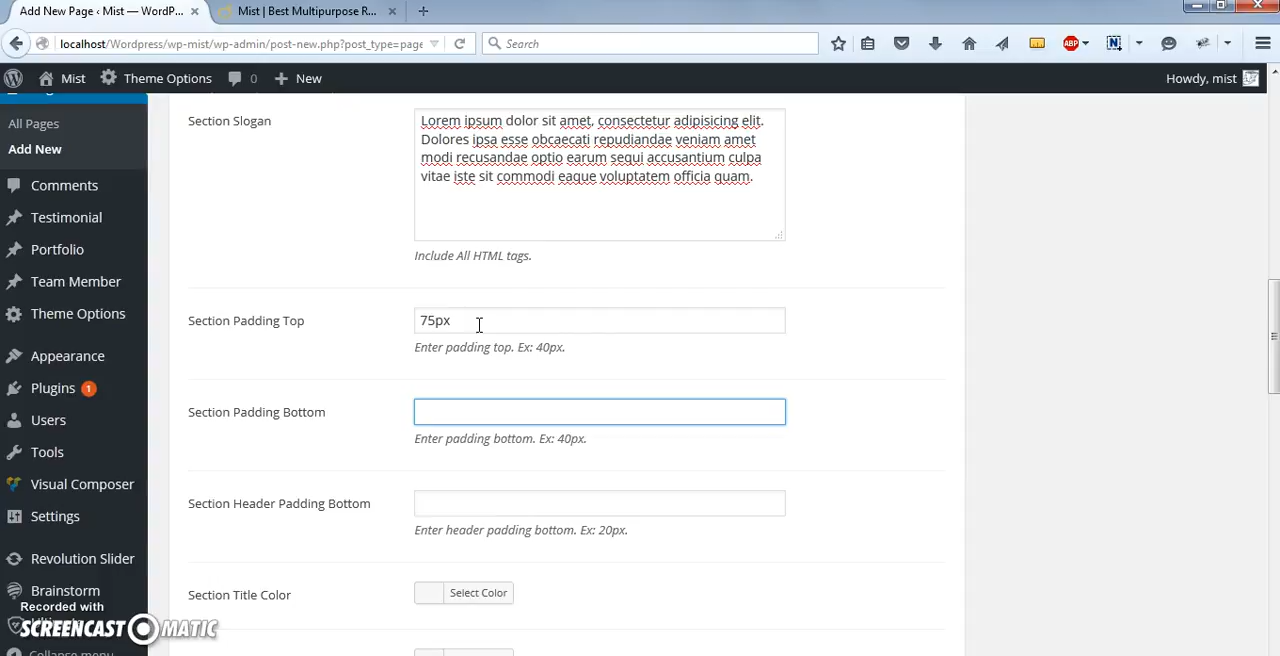 Add New Page ‹ Mist — WordP...
Mist | Best Multipurpose R...
localhost/Wordpress/wp-mist/wp-admin/post-new.php?post_type=page
Search
ABP
N
Mist
Theme Options
0
New
Howdy, mist
All Pages
Add New
Comments
Testimonial
Portfolio
Team Member
Theme Options
Appearance
Plugins 1
Users
Tools
Visual Composer
Settings
Revolution Slider
Brainstorm
Collapse menu
Section Slogan
Lorem ipsum dolor sit amet, consectetur adipisicing elit.
Dolores ipsa esse obcaecati repudiandae veniam amet
modi recusandae optio earum sequi accusantium culpa
vitae iste sit commodi eaque voluptatem officia quam.
Include All HTML tags.
Section Padding Top
75px
Enter padding top. Ex: 40px.
Section Padding Bottom
Enter padding bottom. Ex: 40px.
Section Header Padding Bottom
Enter header padding bottom. Ex: 20px.
Section Title Color
Select Color
Recorded with
SCREENCAST-O-MATIC